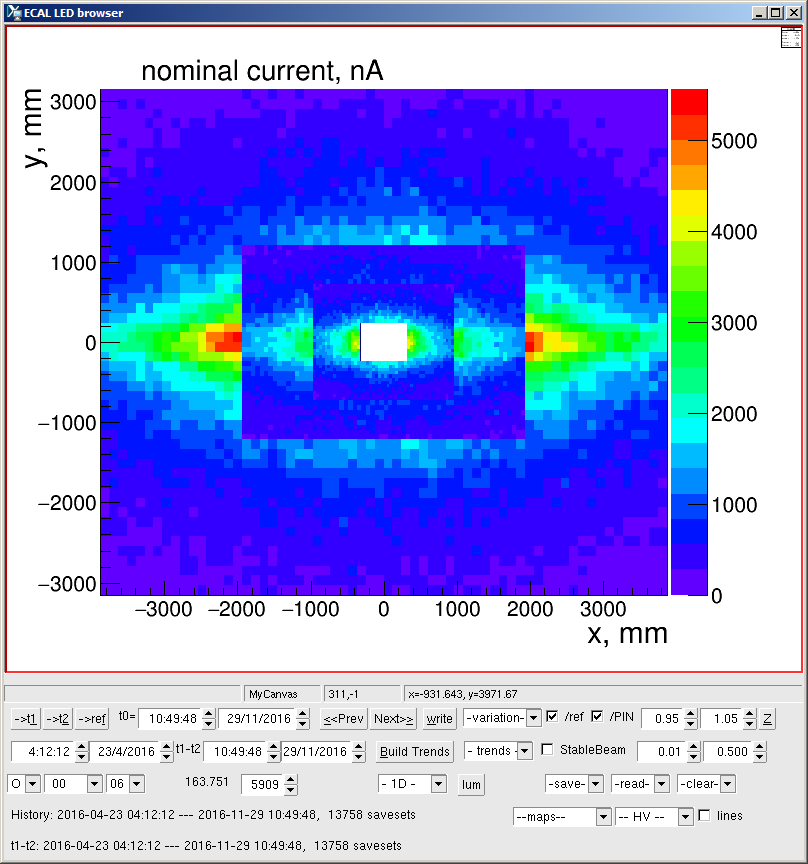 ECAL LED browser
nominal current, nA
y, mm
3000
2000
1000
0
−1000
−2000
−3000
−3000 −2000 −1000 0 1000 2000 3000
x, mm
5000
4000
3000
2000
1000
0
MyCanvas 311,-1 x=-931.643, y=3971.67
->t1 ->t2 ->ref t0= 10:49:48 29/11/2016 <<Prev Next>> write -variation- /ref /PIN 0.95 1.05 Z
4:12:12 23/4/2016 t1-t2 10:49:48 29/11/2016 Build Trends - trends - StableBeam 0.01 0.500
O 00 06 163.751 5909 - 1D - lum -save- -read- -clear-
History: 2016-04-23 04:12:12 --- 2016-11-29 10:49:48, 13758 savesets --maps-- -- HV -- lines
t1-t2: 2016-04-23 04:12:12 --- 2016-11-29 10:49:48, 13758 savesets